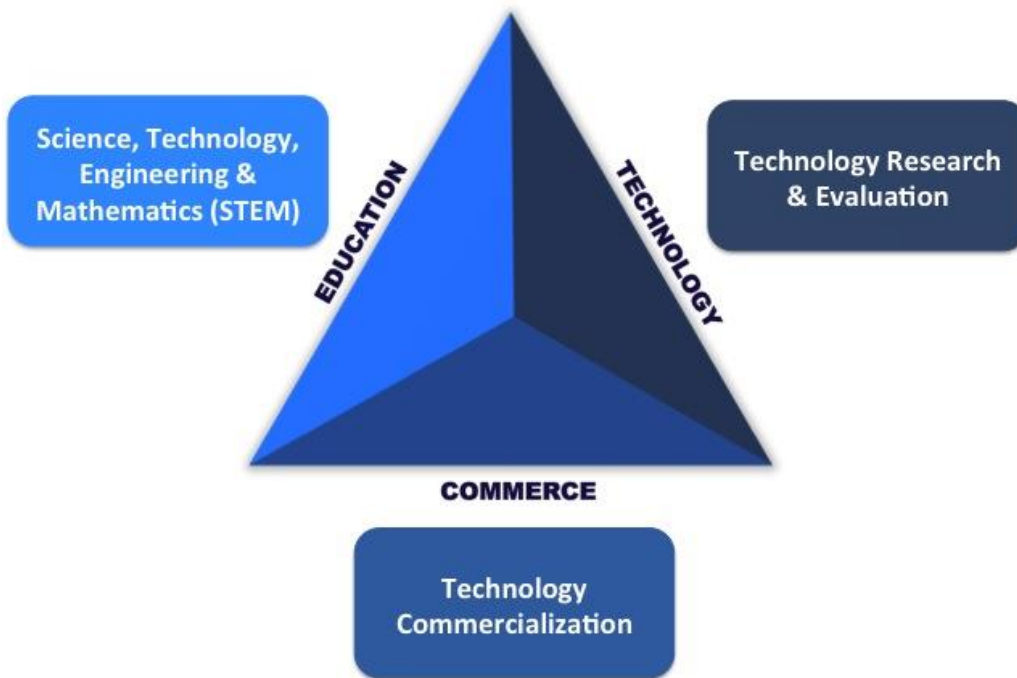 Science, Technology,
Engineering &
Mathematics (STEM)
EDUCATION
TECHNOLOGY
Technology Research
& Evaluation
COMMERCE
Technology
Commercialization